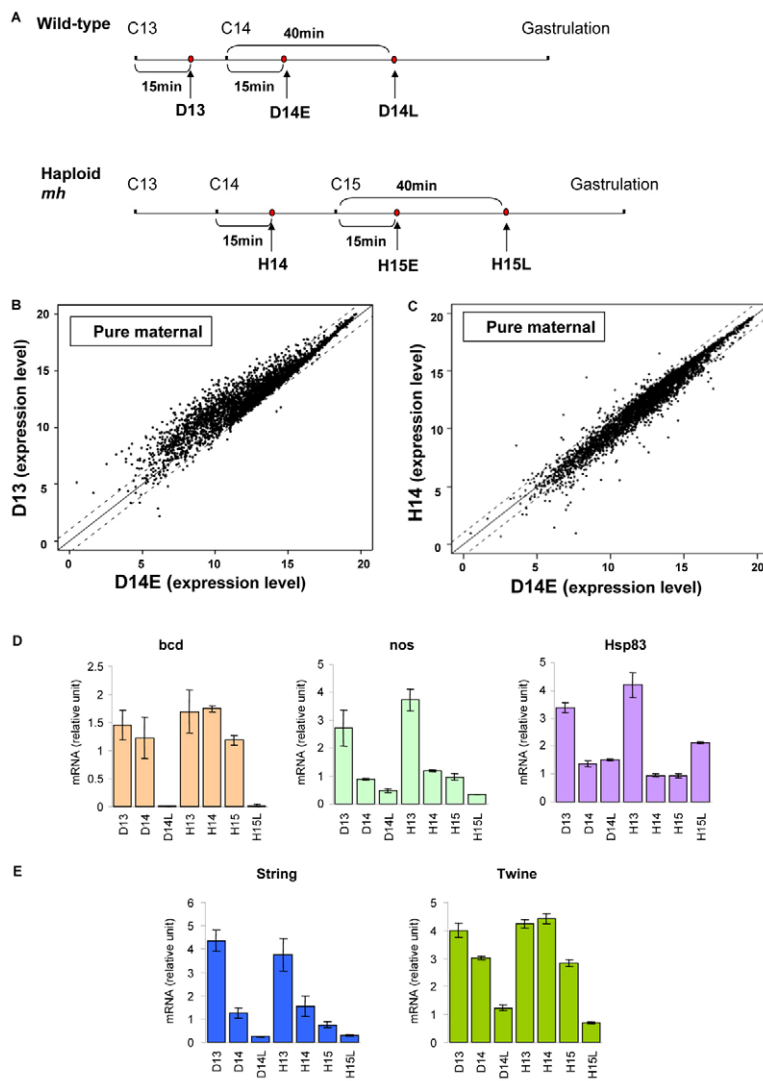 A Wild-type
C13 C14 Gastrulation
40min
15min 15min
D13 D14E D14L
Haploid
mh
C13 C14 C15 Gastrulation
40min
15min 15min
H14 H15E H15L
B
Pure maternal
20
15
10
5
0
D13 (expression level)
0 5 10 15 20
D14E (expression level)
C
Pure maternal
20
15
10
5
0
H14 (expression level)
0 5 10 15 20
D14E (expression level)
D
bcd
mRNA (relative unit)
2.5
2
1.5
1
0.5
0
D13 D14 D14L H13 H14 H15 H15L
nos
mRNA (relative unit)
5
4
3
2
1
0
D13 D14 D14L H13 H14 H15 H15L
Hsp83
mRNA (relative unit)
5
4
3
2
1
0
D13 D14 D14L H13 H14 H15 H15L
E
String
mRNA (relative unit)
6
5
4
3
2
1
0
D13 D14 D14L H13 H14 H15 H15L
Twine
mRNA (relative unit)
5
4
3
2
1
0
D13 D14 D14L H13 H14 H15 H15L